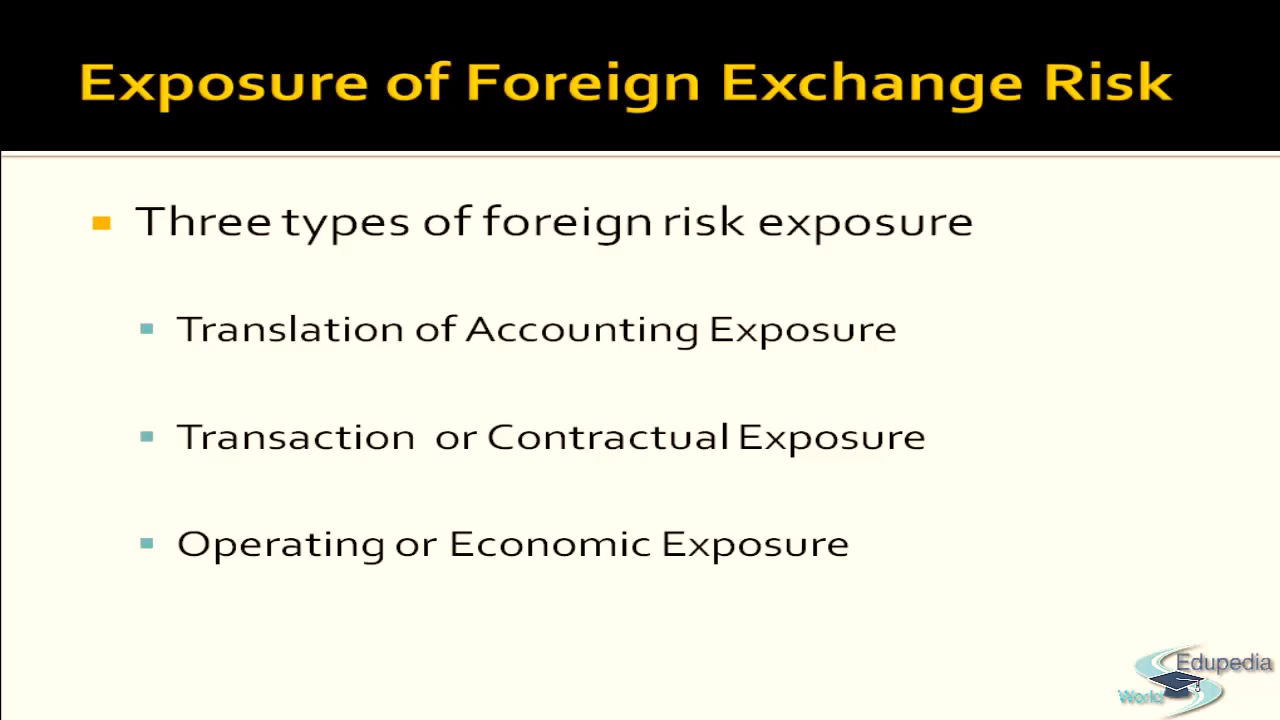 Exposure of Foreign Exchange Risk
Three types of foreign risk exposure
Translation of Accounting Exposure
Transaction or Contractual Exposure
Operating or Economic Exposure
Edupedia
World